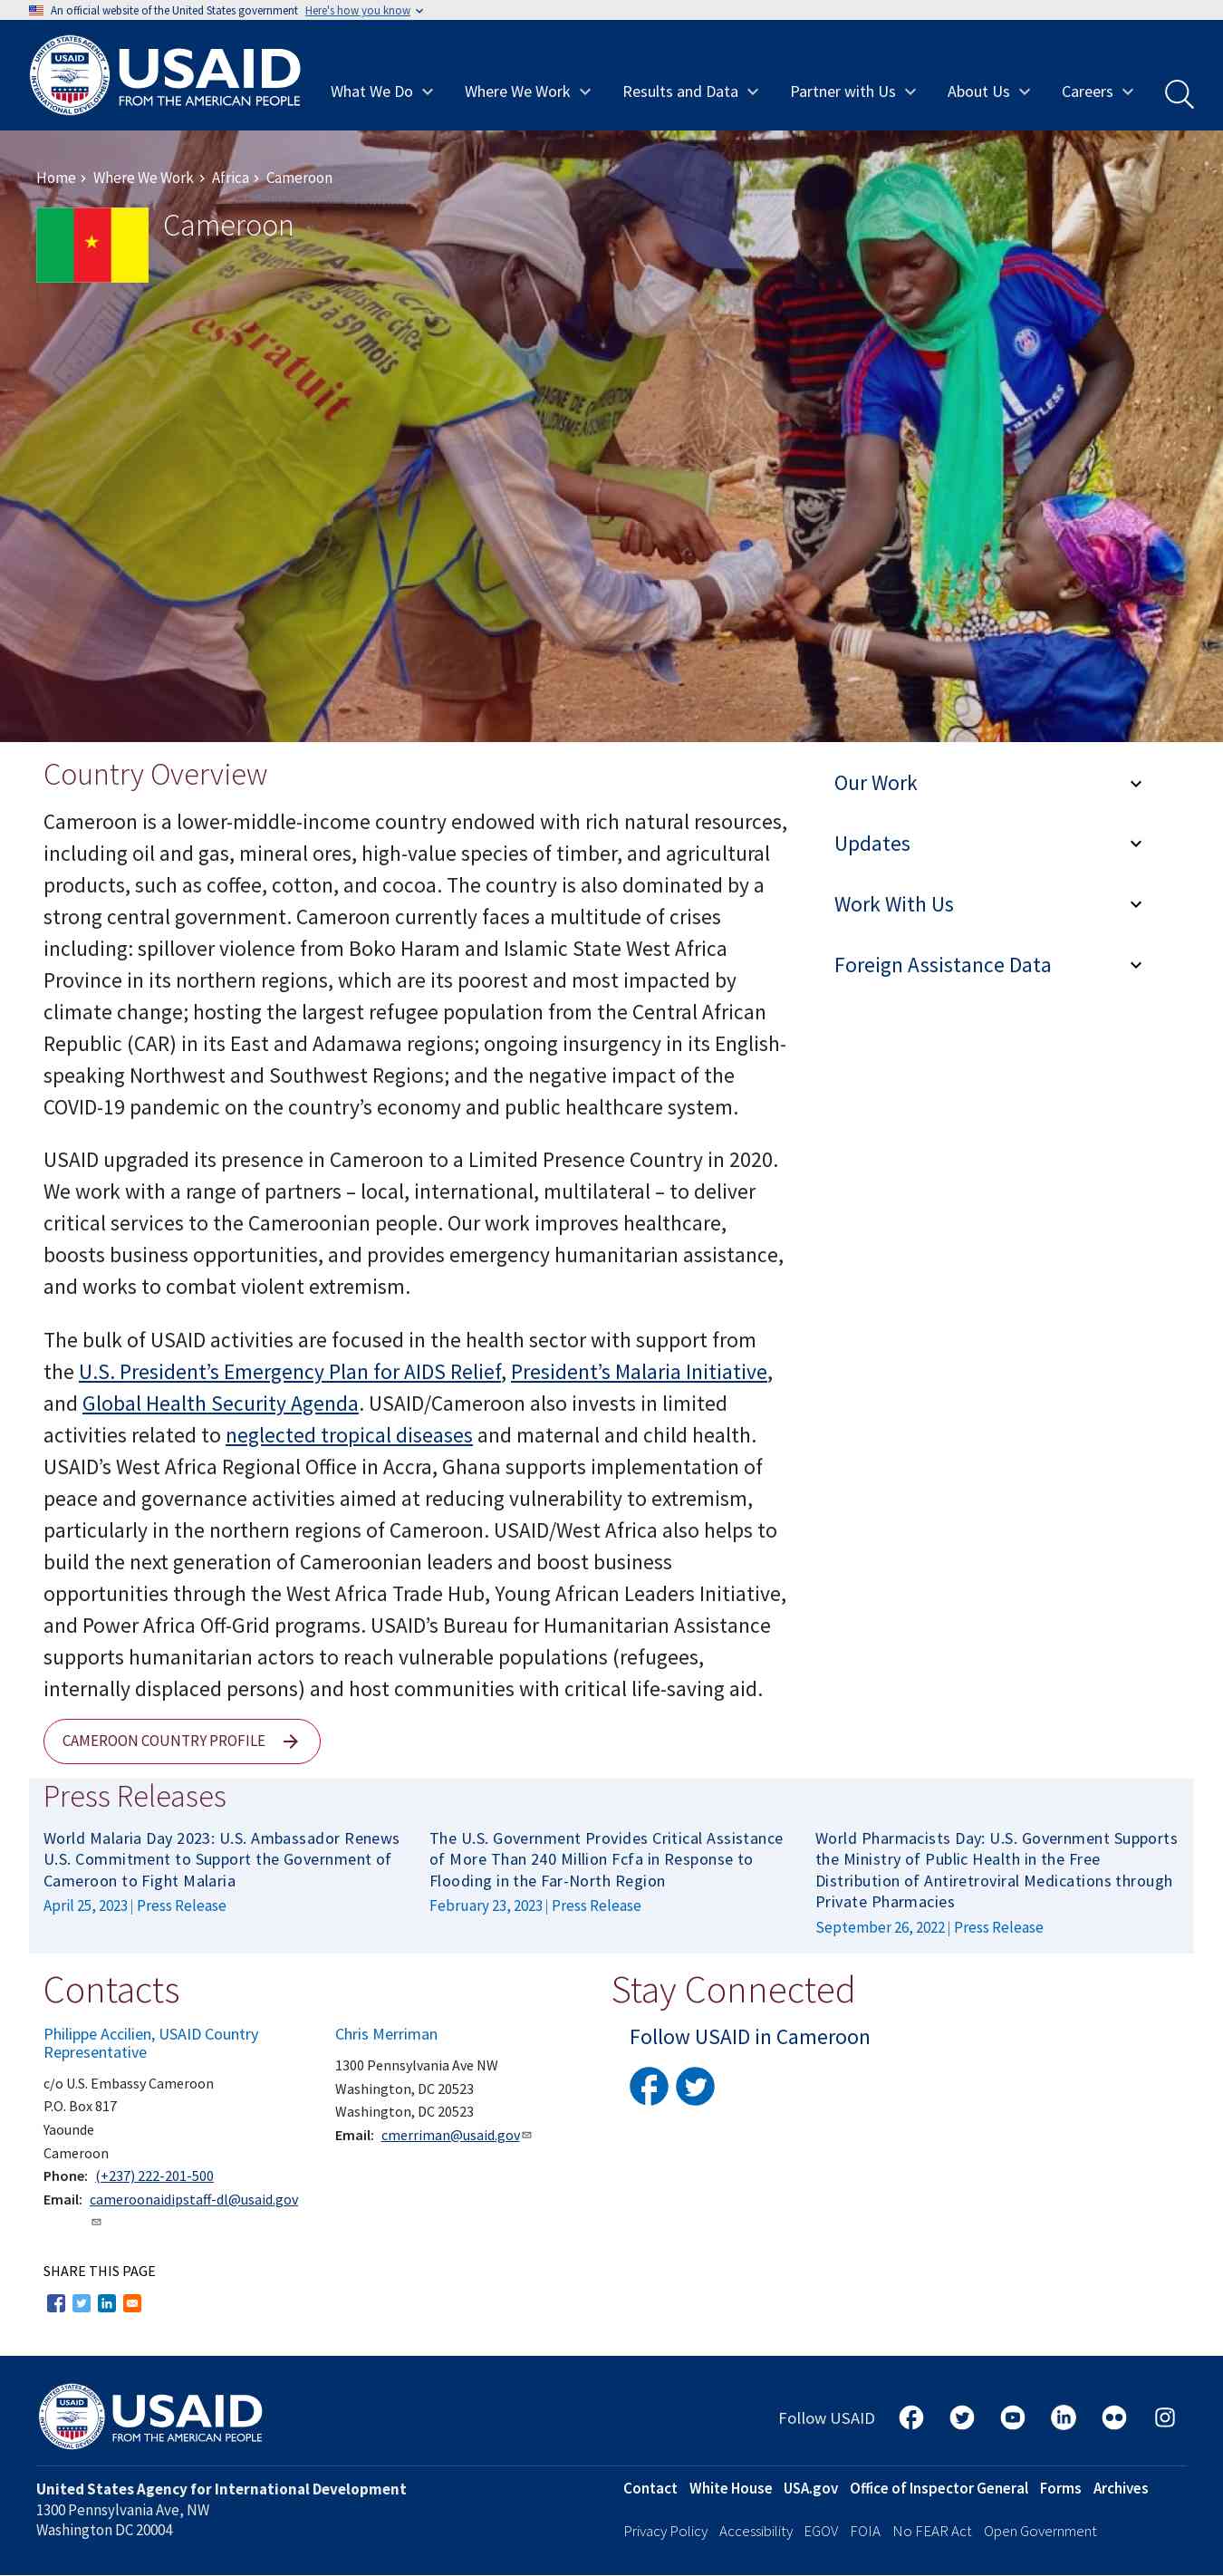 An official website of the United States government Here's how you know
UNITED STATES AGENCY
USAID
INTERNATIONAL DEVELOPMENT
USAID
FROM THE AMERICAN PEOPLE
What We Do
Where We Work
Results and Data
Partner with Us
About Us
Careers
Home › Where We Work › Africa › Cameroon
Cameroon
esgratuit
dure 3 à 59 mois
LIMITLESS
Country Overview
Cameroon is a lower-middle-income country endowed with rich natural resources,
including oil and gas, mineral ores, high-value species of timber, and agricultural
products, such as coffee, cotton, and cocoa. The country is also dominated by a
strong central government. Cameroon currently faces a multitude of crises
including: spillover violence from Boko Haram and Islamic State West Africa
Province in its northern regions, which are its poorest and most impacted by
climate change; hosting the largest refugee population from the Central African
Republic (CAR) in its East and Adamawa regions; ongoing insurgency in its English-
speaking Northwest and Southwest Regions; and the negative impact of the
COVID-19 pandemic on the country’s economy and public healthcare system.
USAID upgraded its presence in Cameroon to a Limited Presence Country in 2020.
We work with a range of partners – local, international, multilateral – to deliver
critical services to the Cameroonian people. Our work improves healthcare,
boosts business opportunities, and provides emergency humanitarian assistance,
and works to combat violent extremism.
The bulk of USAID activities are focused in the health sector with support from
the U.S. President’s Emergency Plan for AIDS Relief, President’s Malaria Initiative,
and Global Health Security Agenda. USAID/Cameroon also invests in limited
activities related to neglected tropical diseases and maternal and child health.
USAID’s West Africa Regional Office in Accra, Ghana supports implementation of
peace and governance activities aimed at reducing vulnerability to extremism,
particularly in the northern regions of Cameroon. USAID/West Africa also helps to
build the next generation of Cameroonian leaders and boost business
opportunities through the West Africa Trade Hub, Young African Leaders Initiative,
and Power Africa Off-Grid programs. USAID’s Bureau for Humanitarian Assistance
supports humanitarian actors to reach vulnerable populations (refugees,
internally displaced persons) and host communities with critical life-saving aid.
CAMEROON COUNTRY PROFILE
Our Work
Updates
Work With Us
Foreign Assistance Data
Press Releases
World Malaria Day 2023: U.S. Ambassador Renews
U.S. Commitment to Support the Government of
Cameroon to Fight Malaria
April 25, 2023 | Press Release
The U.S. Government Provides Critical Assistance
of More Than 240 Million Fcfa in Response to
Flooding in the Far-North Region
February 23, 2023 | Press Release
World Pharmacists Day: U.S. Government Supports
the Ministry of Public Health in the Free
Distribution of Antiretroviral Medications through
Private Pharmacies
September 26, 2022 | Press Release
Contacts
Philippe Accilien, USAID Country
Representative
c/o U.S. Embassy Cameroon
P.O. Box 817
Yaounde
Cameroon
Phone: (+237) 222-201-500
Email: cameroonaidipstaff-dl@usaid.gov
Chris Merriman
1300 Pennsylvania Ave NW
Washington, DC 20523
Washington, DC 20523
Email: cmerriman@usaid.gov
Stay Connected
Follow USAID in Cameroon
SHARE THIS PAGE
UNITED STATES AGENCY
USAID
INTERNATIONAL DEVELOPMENT
USAID
FROM THE AMERICAN PEOPLE
Follow USAID
United States Agency for International Development
1300 Pennsylvania Ave, NW
Washington DC 20004
Contact White House USA.gov Office of Inspector General Forms Archives
Privacy Policy Accessibility EGOV FOIA No FEAR Act Open Government